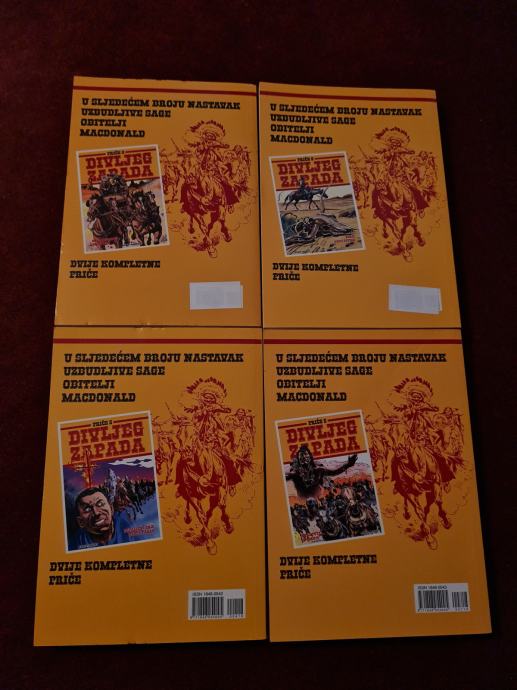 U SLJEDEĆEM BROJU NASTAVAK
UZBUDLJIVE SAGE
OBITELJI
MACDONALD
PRIČE S
DIVLJEG
ZAPADA
DVIJE KOMPLETNE
PRIČE
U SLJEDEĆEM BROJU NASTAVAK
UZBUDLJIVE SAGE
OBITELJI
MACDONALD
PRIČE S
DIVLJEG
ZAPADA
DVIJE KOMPLETNE
PRIČE
U SLJEDEĆEM BROJU NASTAVAK
UZBUDLJIVE SAGE
OBITELJI
MACDONALD
PRIČE S
DIVLJEG
ZAPADA
DVIJE KOMPLETNE
PRIČE
U SLJEDEĆEM BROJU NASTAVAK
UZBUDLJIVE SAGE
OBITELJI
MACDONALD
PRIČE S
DIVLJEG
ZAPADA
DVIJE KOMPLETNE
PRIČE